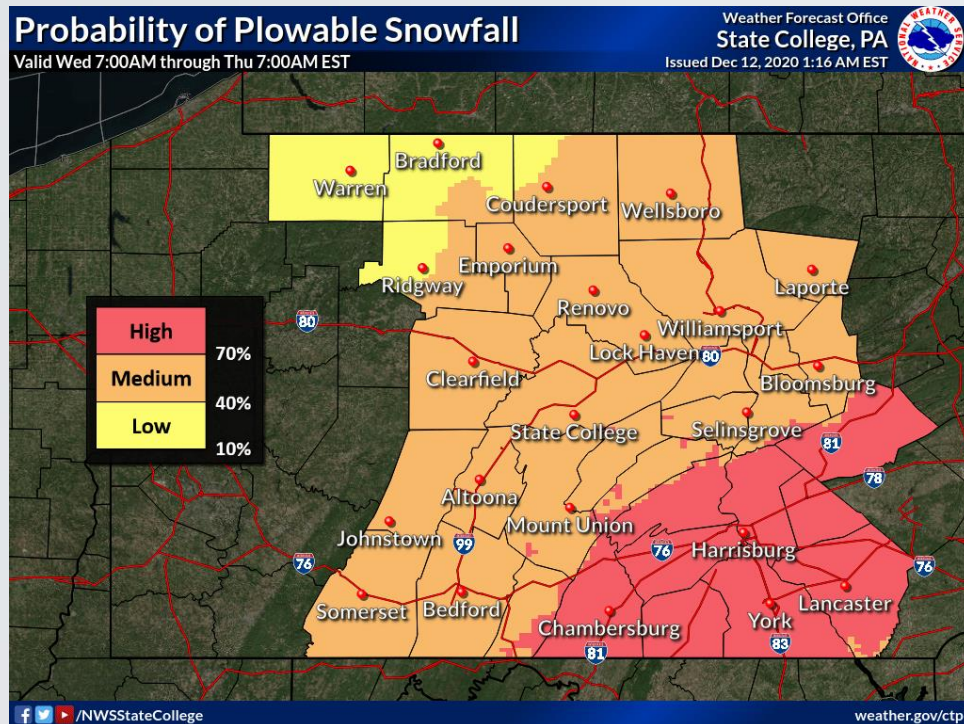 Probability of Plowable Snowfall
Valid Wed 7:00AM through Thu 7:00AM EST
Weather Forecast Office
State College, PA
Issued Dec 12, 2020 1:16 AM EST
NATIONAL WEATHER SERVICE
Bradford
Warren
Coudersport
Wellsboro
Emporium
Ridgway
Laporte
Renovo
Williamsport
Lock Haven
80
80
Clearfield
Bloomsburg
State College
Selinsgrove
81
78
Altoona
Mount Union
Johnstown
99
76
Harrisburg
76
76
Somerset
Bedford
Chambersburg
York
Lancaster
81
83
High
70%
Medium
40%
Low
10%
/NWSStateCollege
weather.gov/ctp